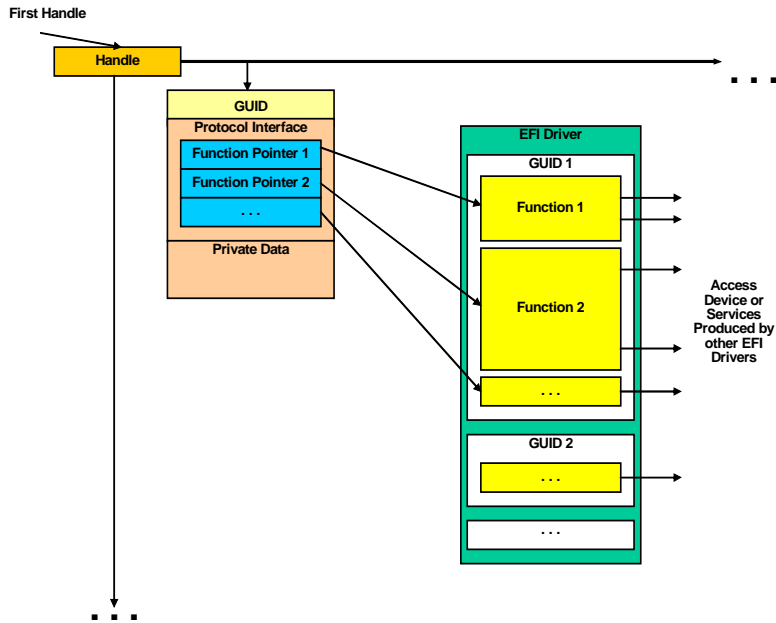 First Handle
Handle
. . .
GUID
Protocol Interface
Function Pointer 1
Function Pointer 2
. . .
Private Data
EFI Driver
GUID 1
Function 1
Function 2
. . .
GUID 2
. . .
. . .
Access
Device or
Services
Produced by
other EFI
Drivers
. . .